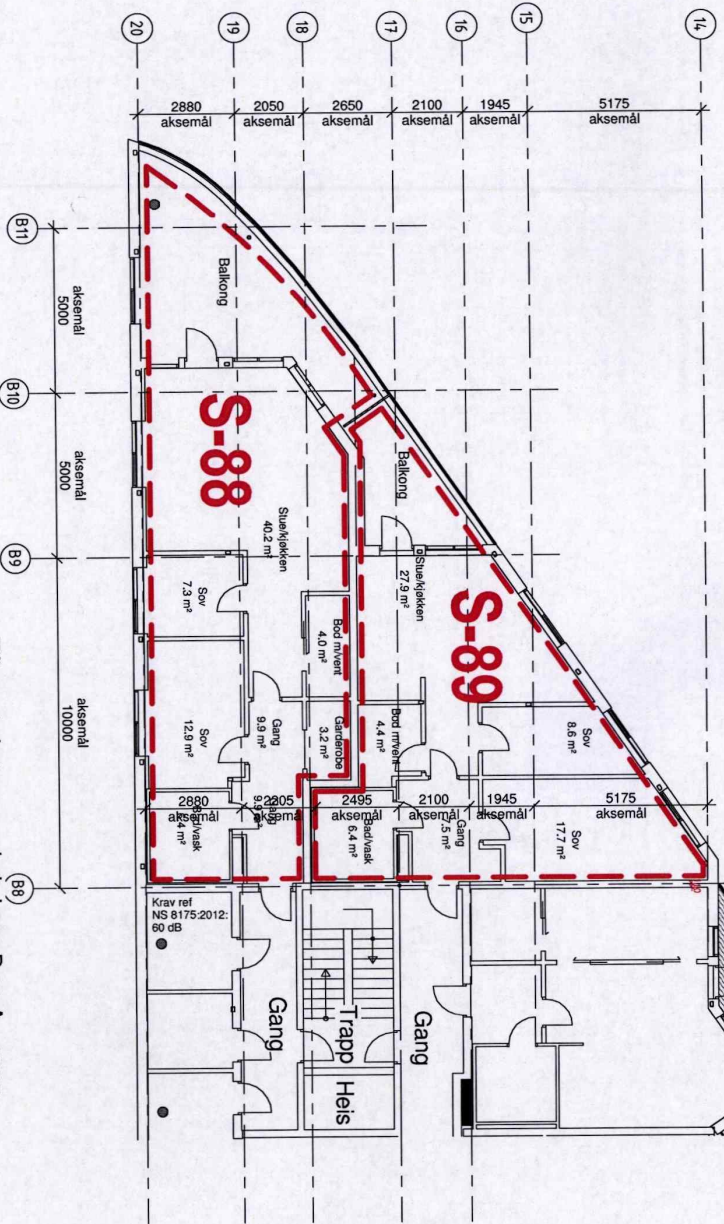 20
19
18
17
16
15
14
2880
aksemål
2050
aksemål
2650
aksemål
2100
aksemål
1945
aksemål
5175
aksemål
B11
B10
B9
B8
aksemål
5000
aksemål
5000
aksemål
10000
Balkong
Balkong
S-88
S-89
Stue/kjøkken
40.2 m²
Stue/kjøkken
27.9 m²
Sov
7.3 m²
Bod m/vent
4.0 m²
Sov
12.9 m²
Gang
9.9 m²
Garderobe
3.2 m²
Bod m/vent
4.4 m²
Sov
8.6 m²
2880
aksemål
2205
aksemål
2495
aksemål
2100
aksemål
1945
aksemål
5175
aksemål
6.4 m²
Gang
Sov
17.7 m²
Krav ref
NS 8175:2012:
60 dB
Gang
Trapp
Heis
Gang